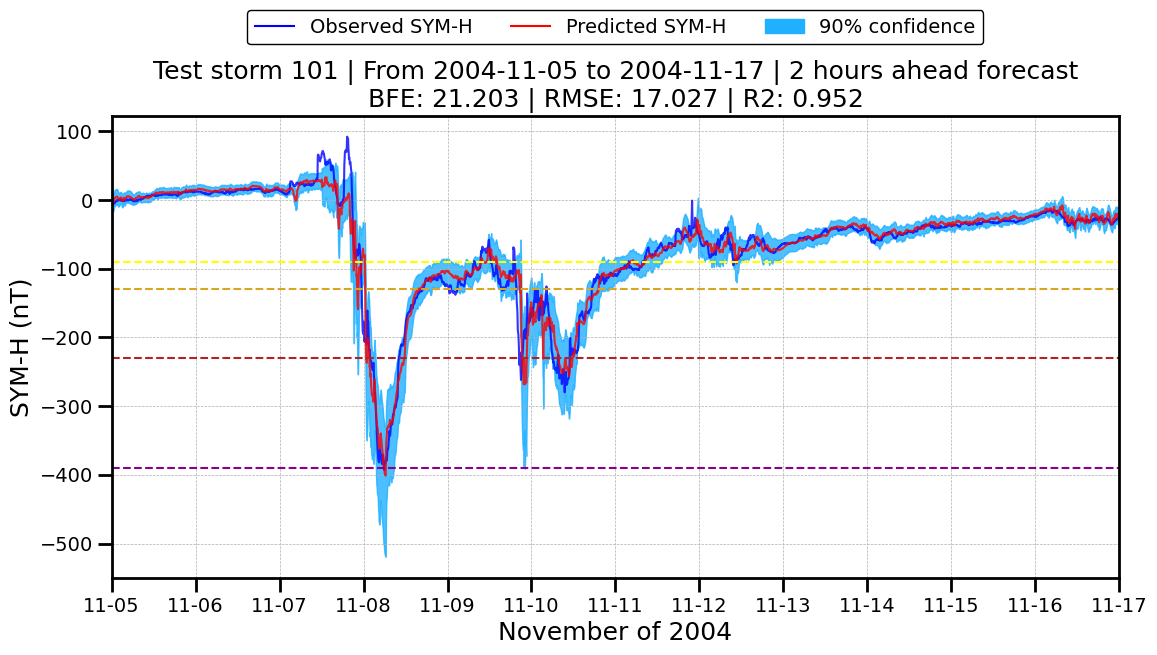 Observed SYM-H Predicted SYM-H 90% confidence
Test storm 101 | From 2004-11-05 to 2004-11-17 | 2 hours ahead forecast
BFE: 21.203 | RMSE: 17.027 | R2: 0.952
SYM-H (nT)
100
0
−100
−200
−300
−400
−500
11-05 11-06 11-07 11-08 11-09 11-10 11-11 11-12 11-13 11-14 11-15 11-16 11-17
November of 2004